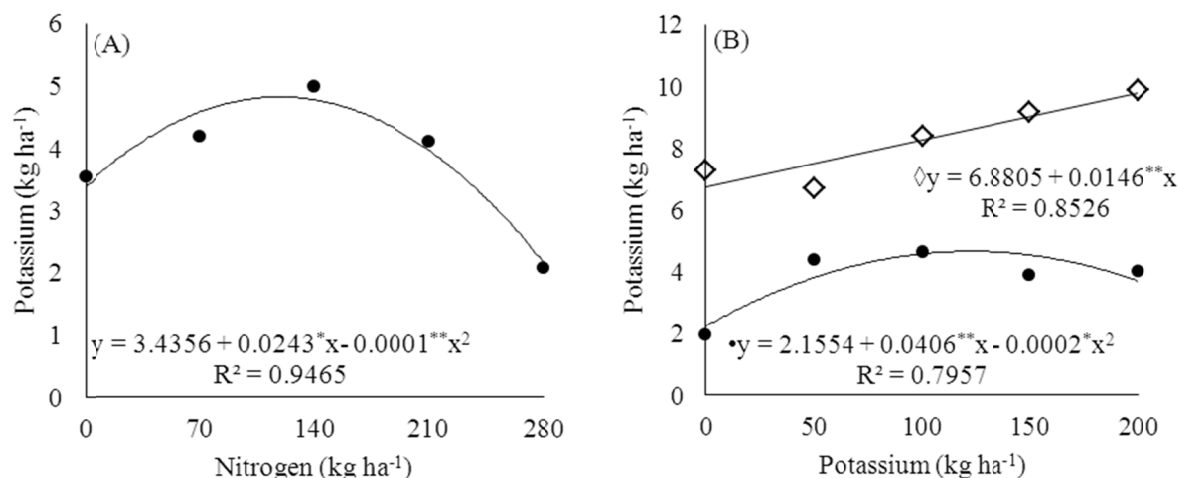 (A)
Potassium (kg ha⁻¹)
6
5
4
3
2
1
0
y = 3.4356 + 0.0243*x - 0.0001**x²
R² = 0.9465
0 70 140 210 280
Nitrogen (kg ha⁻¹)
(B)
Potassium (kg ha⁻¹)
12
10
8
6
4
2
0
◊y = 6.8805 + 0.0146**x
R² = 0.8526
•y = 2.1554 + 0.0406**x - 0.0002*x²
R² = 0.7957
0 50 100 150 200
Potassium (kg ha⁻¹)